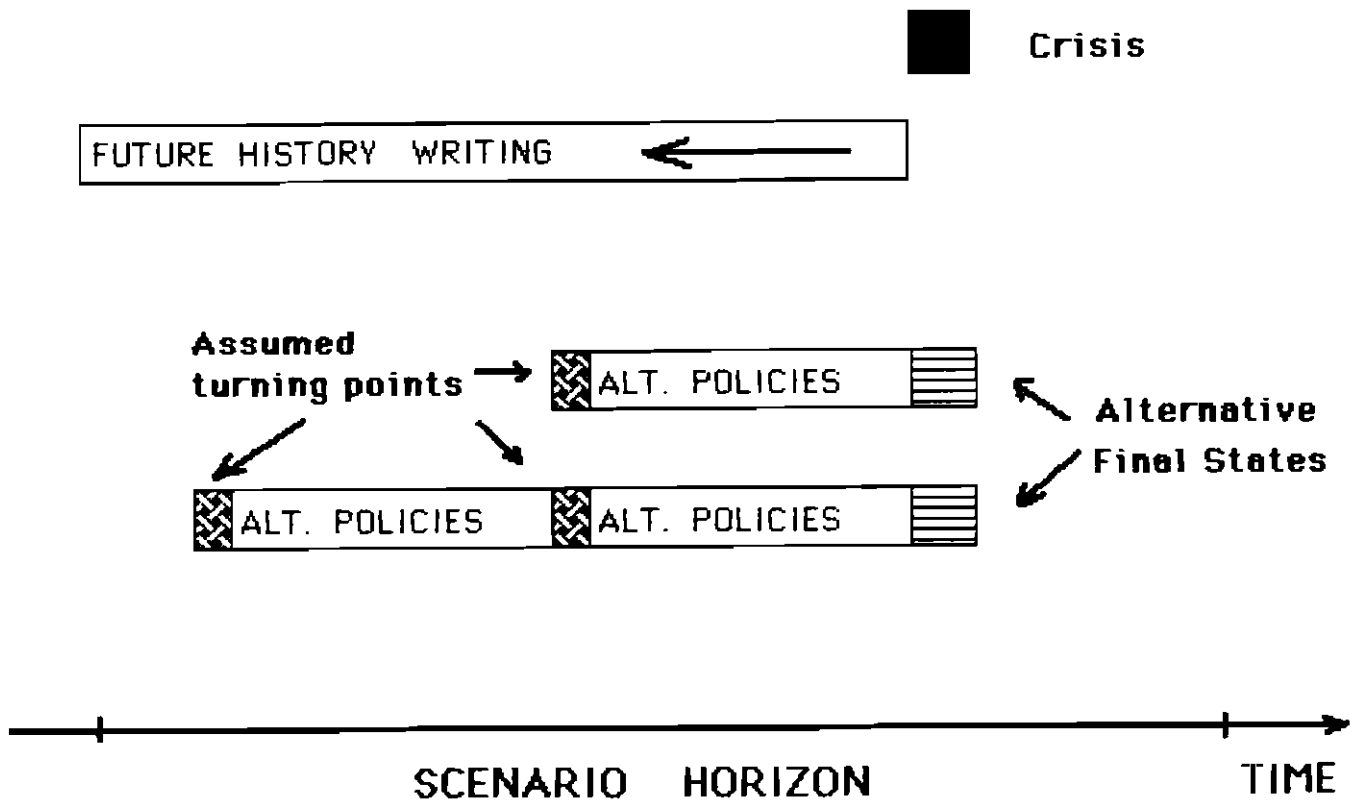 Crisis
FUTURE HISTORY WRITING
Assumed
turning points
ALT. POLICIES
Alternative
Final States
ALT. POLICIES ALT. POLICIES
SCENARIO HORIZON TIME